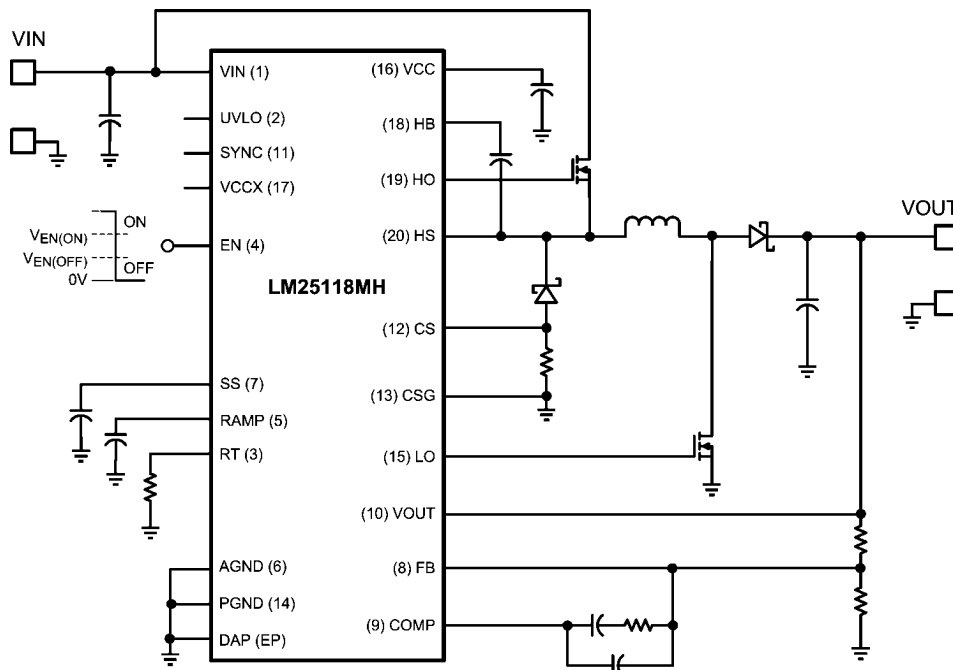 VIN
VIN (1)
UVLO (2)
SYNC (11)
VCCX (17)
ON
VEN(ON)
VEN(OFF)
OFF
0V
EN (4)
LM25118MH
SS (7)
RAMP (5)
RT (3)
AGND (6)
PGND (14)
DAP (EP)
(16) VCC
(18) HB
(19) HO
(20) HS
(12) CS
(13) CSG
(15) LO
(10) VOUT
(8) FB
(9) COMP
VOUT